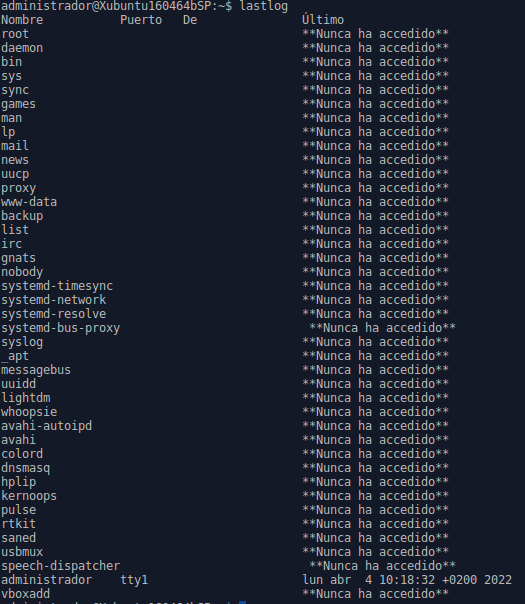 administrador@Xubuntu160464bSP:~$ lastlog
Nombre           Puerto   De               Último
root                                       **Nunca ha accedido**
daemon                                     **Nunca ha accedido**
bin                                        **Nunca ha accedido**
sys                                        **Nunca ha accedido**
sync                                       **Nunca ha accedido**
games                                      **Nunca ha accedido**
man                                        **Nunca ha accedido**
lp                                         **Nunca ha accedido**
mail                                       **Nunca ha accedido**
news                                       **Nunca ha accedido**
uucp                                       **Nunca ha accedido**
proxy                                      **Nunca ha accedido**
www-data                                   **Nunca ha accedido**
backup                                     **Nunca ha accedido**
list                                       **Nunca ha accedido**
irc                                        **Nunca ha accedido**
gnats                                      **Nunca ha accedido**
nobody                                     **Nunca ha accedido**
systemd-timesync                           **Nunca ha accedido**
systemd-network                            **Nunca ha accedido**
systemd-resolve                            **Nunca ha accedido**
systemd-bus-proxy                           **Nunca ha accedido**
syslog                                     **Nunca ha accedido**
_apt                                       **Nunca ha accedido**
messagebus                                 **Nunca ha accedido**
uuidd                                      **Nunca ha accedido**
lightdm                                    **Nunca ha accedido**
whoopsie                                   **Nunca ha accedido**
avahi-autoipd                              **Nunca ha accedido**
avahi                                      **Nunca ha accedido**
colord                                     **Nunca ha accedido**
dnsmasq                                    **Nunca ha accedido**
hplip                                      **Nunca ha accedido**
kernoops                                   **Nunca ha accedido**
pulse                                      **Nunca ha accedido**
rtkit                                      **Nunca ha accedido**
saned                                      **Nunca ha accedido**
usbmux                                     **Nunca ha accedido**
speech-dispatcher                           **Nunca ha accedido**
administrador    tty1                      lun abr  4 10:18:32 +0200 2022
vboxadd                                    **Nunca ha accedido**